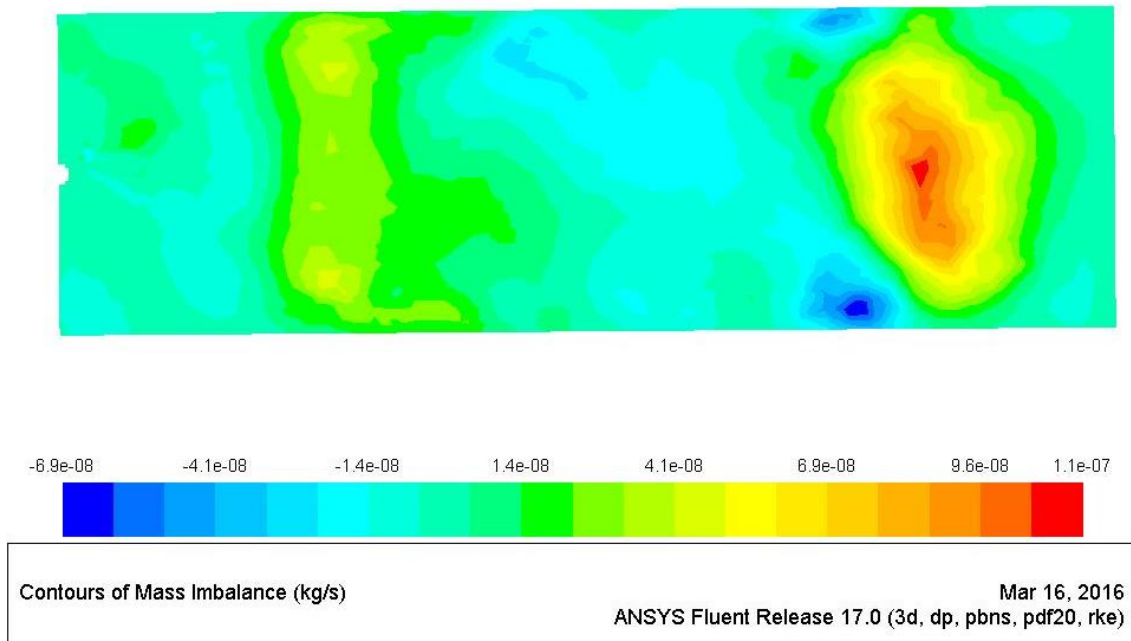 -6.9e-08 -4.1e-08 -1.4e-08 1.4e-08 4.1e-08 6.9e-08 9.6e-08 1.1e-07
Contours of Mass Imbalance (kg/s)
Mar 16, 2016
ANSYS Fluent Release 17.0 (3d, dp, pbns, pdf20, rke)